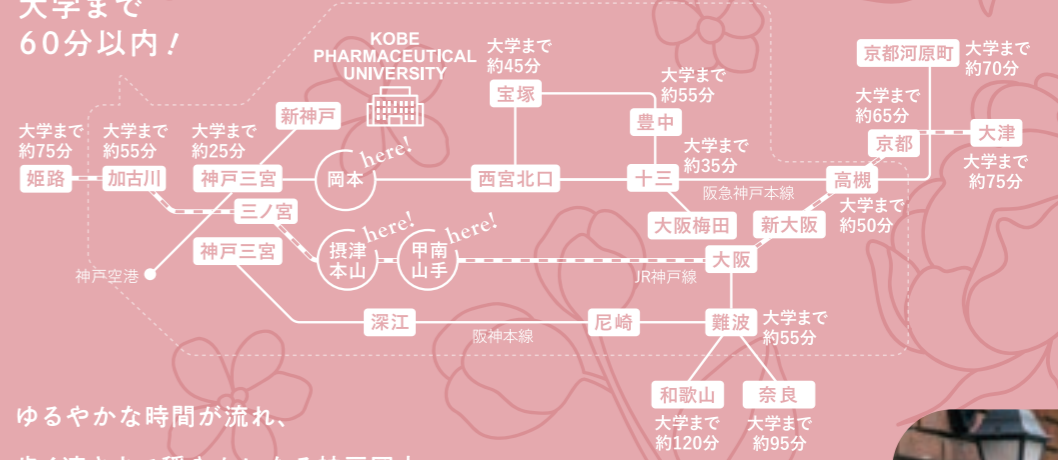 大学まで
60分以内!
KOBE
PHARMACEUTICAL
UNIVERSITY
大学まで
約45分
宝塚
大学まで
約55分
豊中
京都河原町
大学まで
約70分
大学まで
約65分
京都
大津
大学まで
約75分
新神戸
大学まで
約75分
姫路
大学まで
約55分
加古川
大学まで
約25分
神戸三宮
岡本
here!
西宮北口
十三
大学まで
約35分
阪急神戸本線
高槻
大学まで
約50分
三ノ宮
大阪梅田
新大阪
神戸三宮
摂津
本山
here!
甲南
山手
here!
大阪
JR神戸線
神戸空港
深江
阪神本線
尼崎
難波
大学まで
約55分
和歌山
大学まで
約120分
奈良
大学まで
約95分
ゆるやかな時間が流れ、